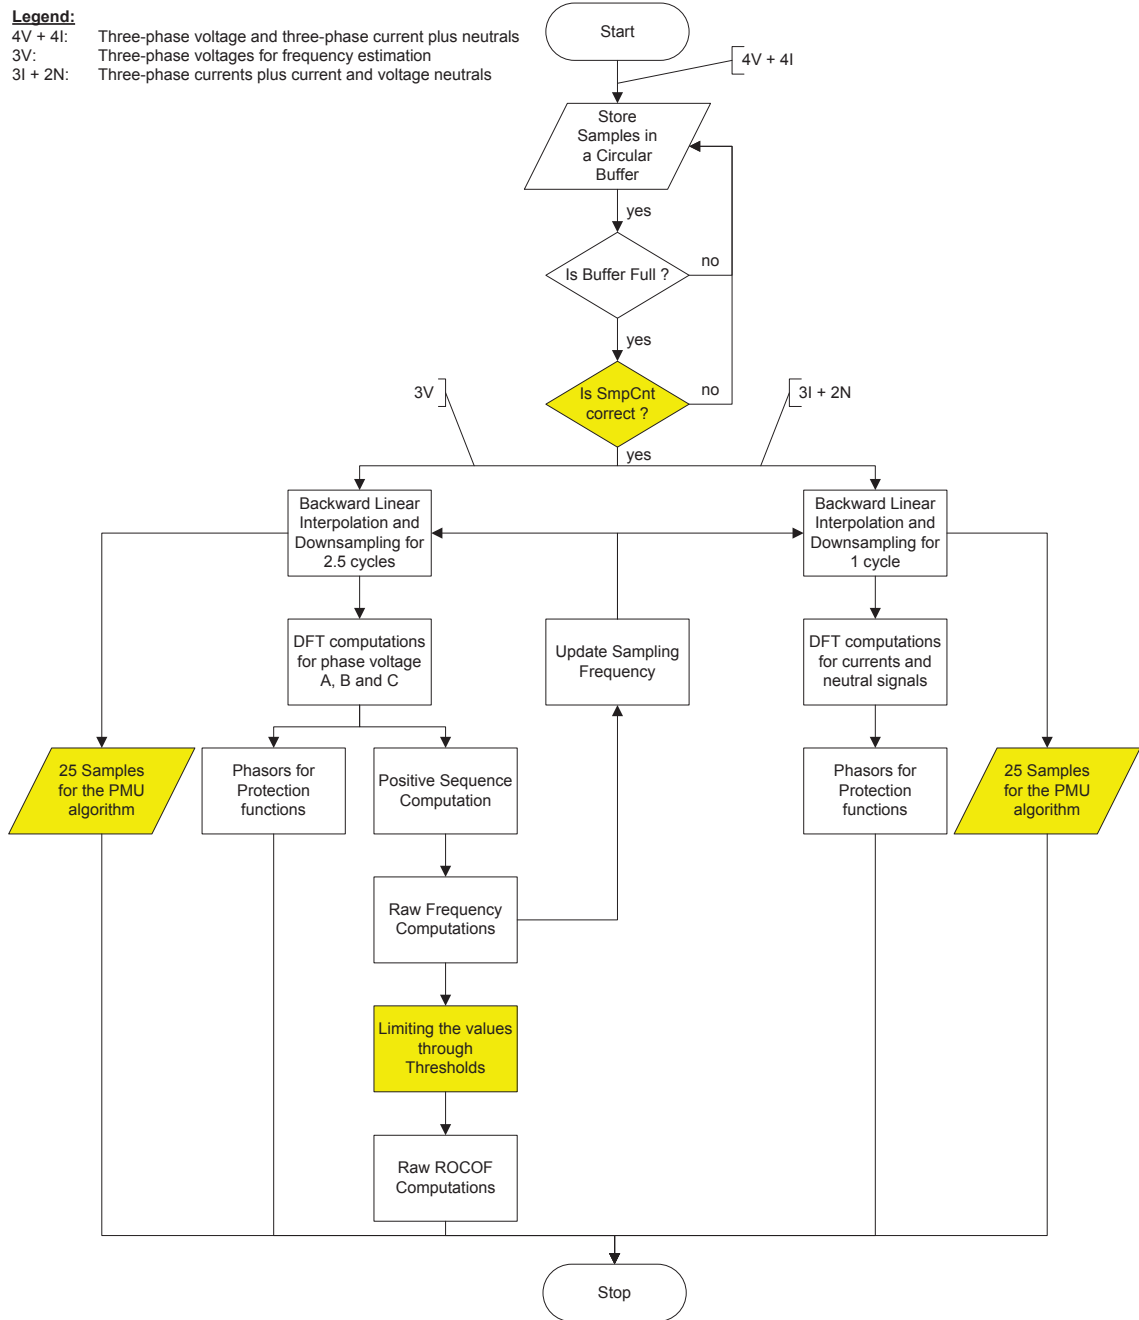 Legend:
4V + 4I: Three-phase voltage and three-phase current plus neutrals
3V: Three-phase voltages for frequency estimation
3I + 2N: Three-phase currents plus current and voltage neutrals
Start
4V + 4I
Store
Samples in
a Circular
Buffer
yes
Is Buffer Full ?
no
yes
Is SmpCnt
correct ?
no
yes
3V
3I + 2N
Backward Linear
Interpolation and
Downsampling for
2.5 cycles
Backward Linear
Interpolation and
Downsampling for
1 cycle
DFT computations
for phase voltage
A, B and C
Update Sampling
Frequency
DFT computations
for currents and
neutral signals
25 Samples
for the PMU
algorithm
Phasors for
Protection
functions
Positive Sequence
Computation
Phasors for
Protection
functions
25 Samples
for the PMU
algorithm
Raw Frequency
Computations
Limiting the values
through
Thresholds
Raw ROCOF
Computations
Stop